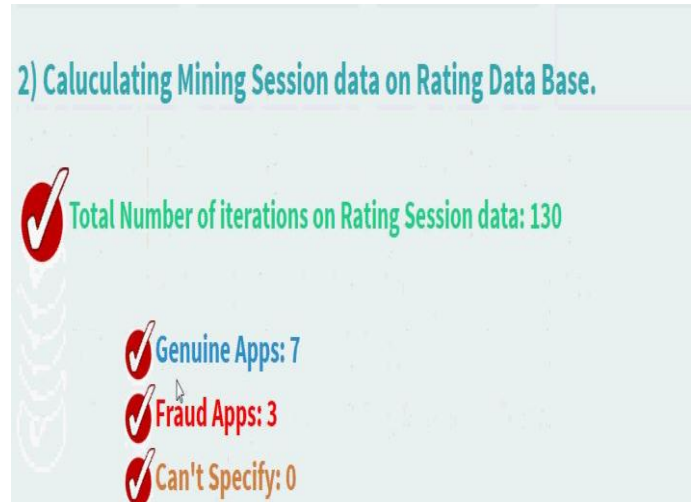 2) Caluculating Mining Session data on Rating Data Base.
Total Number of iterations on Rating Session data: 130
Genuine Apps: 7
Fraud Apps: 3
Can't Specify: 0